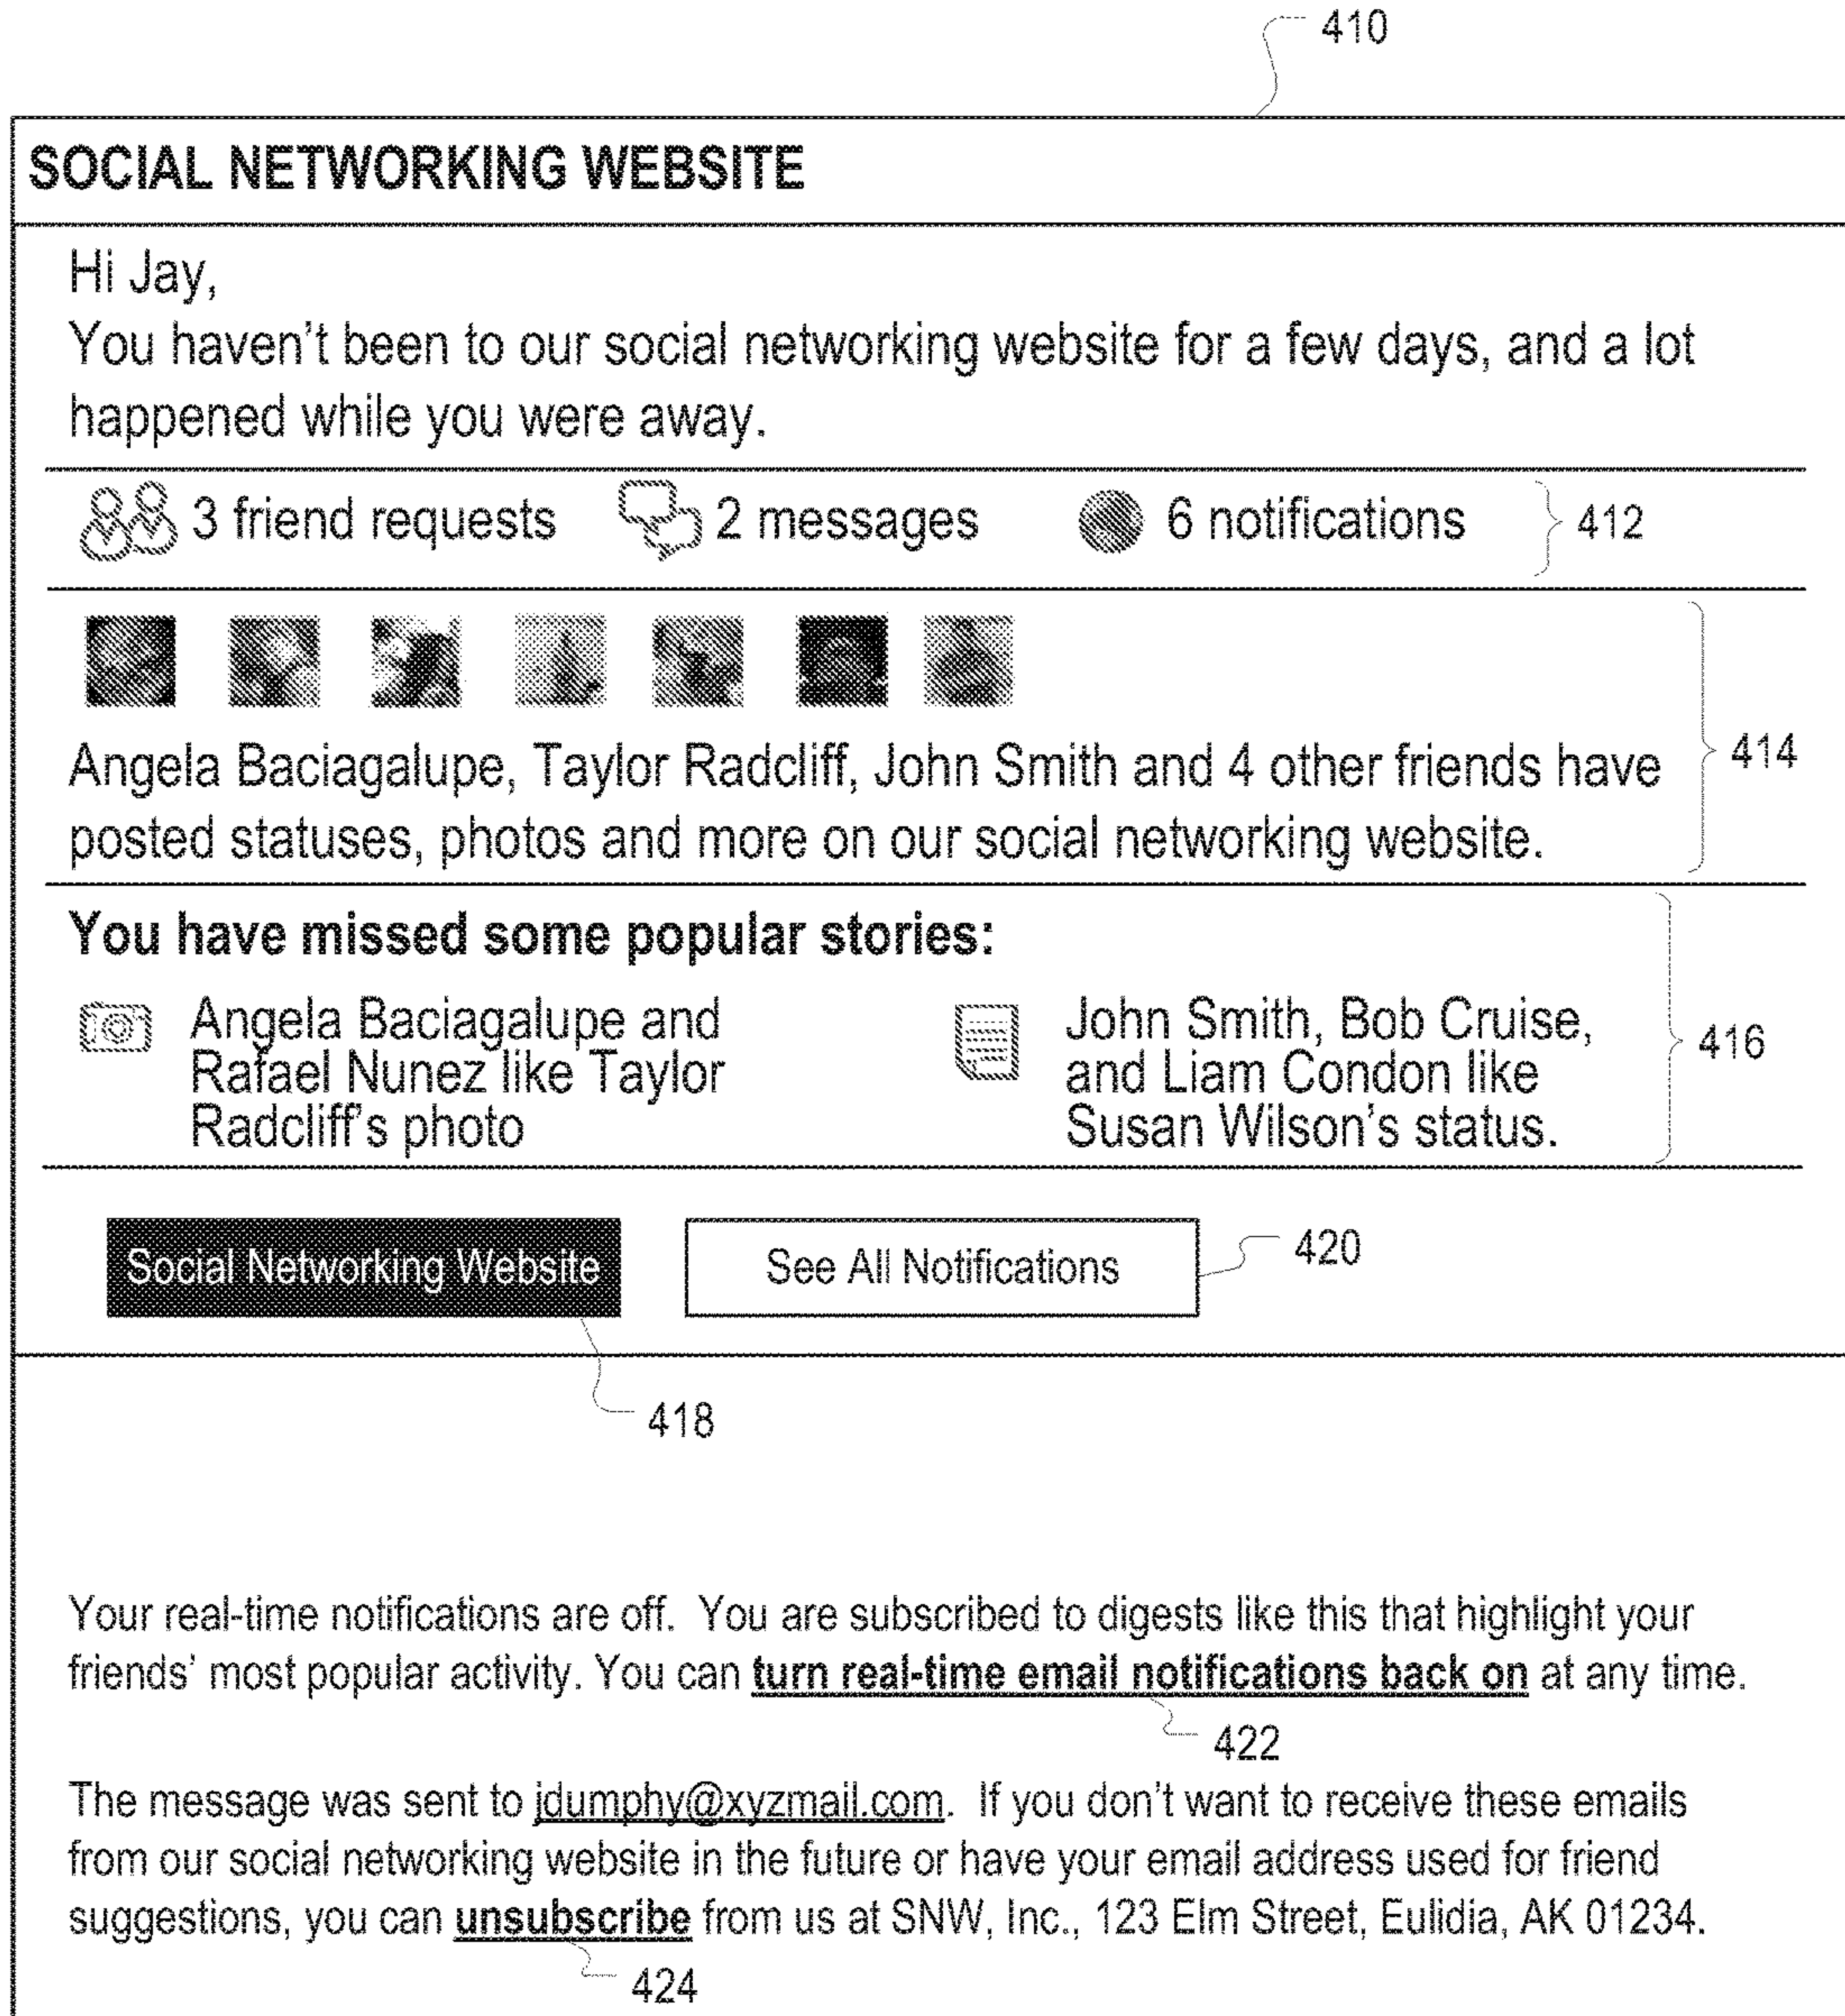 410
SOCIAL NETWORKING WEBSITE
Hi Jay,
You haven't been to our social networking website for a few days, and a lot
happened while you were away.
3 friend requests 2 messages 6 notifications 412
Angela Baciagalupe, Taylor Radcliff, John Smith and 4 other friends have
posted statuses, photos and more on our social networking website.
414
You have missed some popular stories:
Angela Baciagalupe and
Rafael Nunez like Taylor
Radcliff's photo
John Smith, Bob Cruise,
and Liam Condon like
Susan Wilson's status.
416
Social Networking Website See All Notifications 420
418
Your real-time notifications are off. You are subscribed to digests like this that highlight your
friends' most popular activity. You can turn real-time email notifications back on at any time.
422
The message was sent to jdumphy@xyzmail.com. If you don't want to receive these emails
from our social networking website in the future or have your email address used for friend
suggestions, you can unsubscribe from us at SNW, Inc., 123 Elm Street, Eulidia, AK 01234.
424